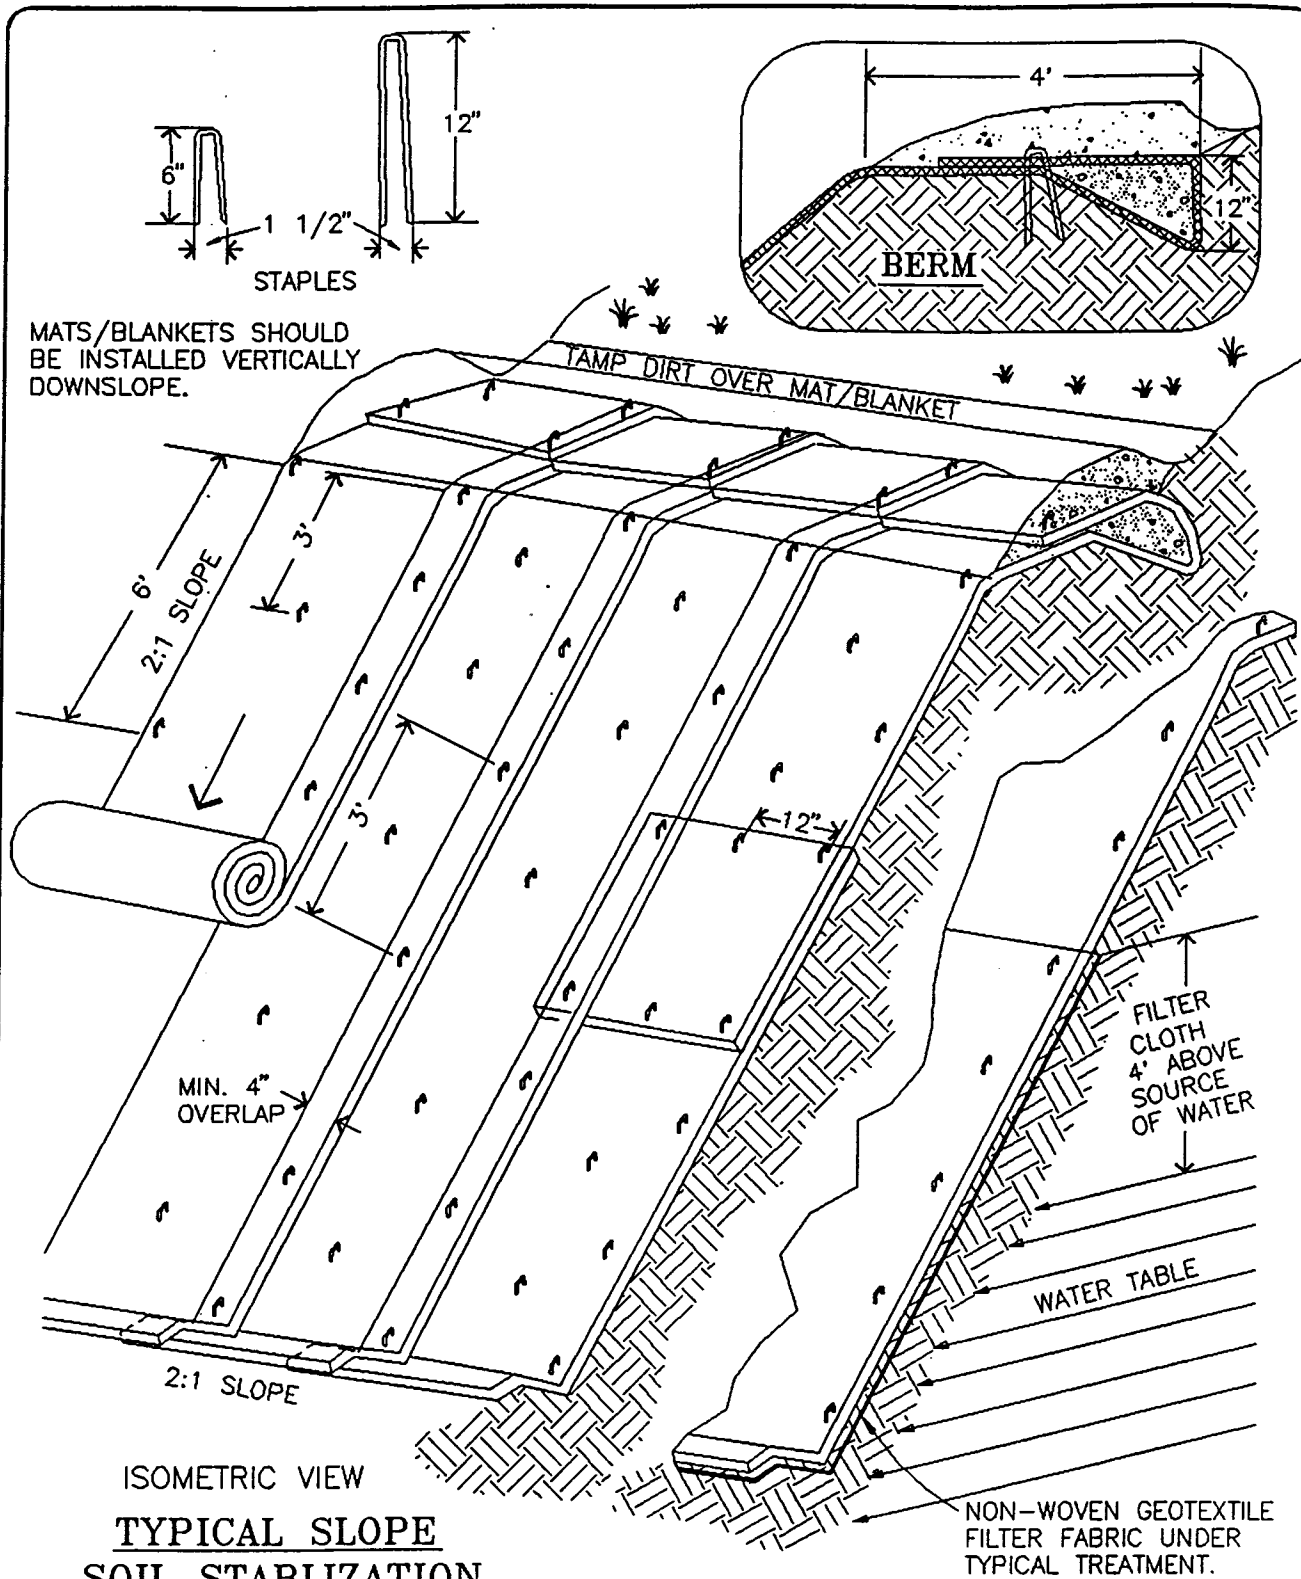 12"
6"
1 1/2"
STAPLES
4'
12"
BERM
MATS/BLANKETS SHOULD
BE INSTALLED VERTICALLY
DOWNSLOPE.
TAMP DIRT OVER MAT/BLANKET
3'
6'
2:1 SLOPE
3'
12"
FILTER
CLOTH
4' ABOVE
SOURCE
OF WATER
MIN. 4"
OVERLAP
WATER TABLE
2:1 SLOPE
ISOMETRIC VIEW
TYPICAL SLOPE
SOIL STABLIZATION
NON-WOVEN GEOTEXTILE
FILTER FABRIC UNDER
TYPICAL TREATMENT.